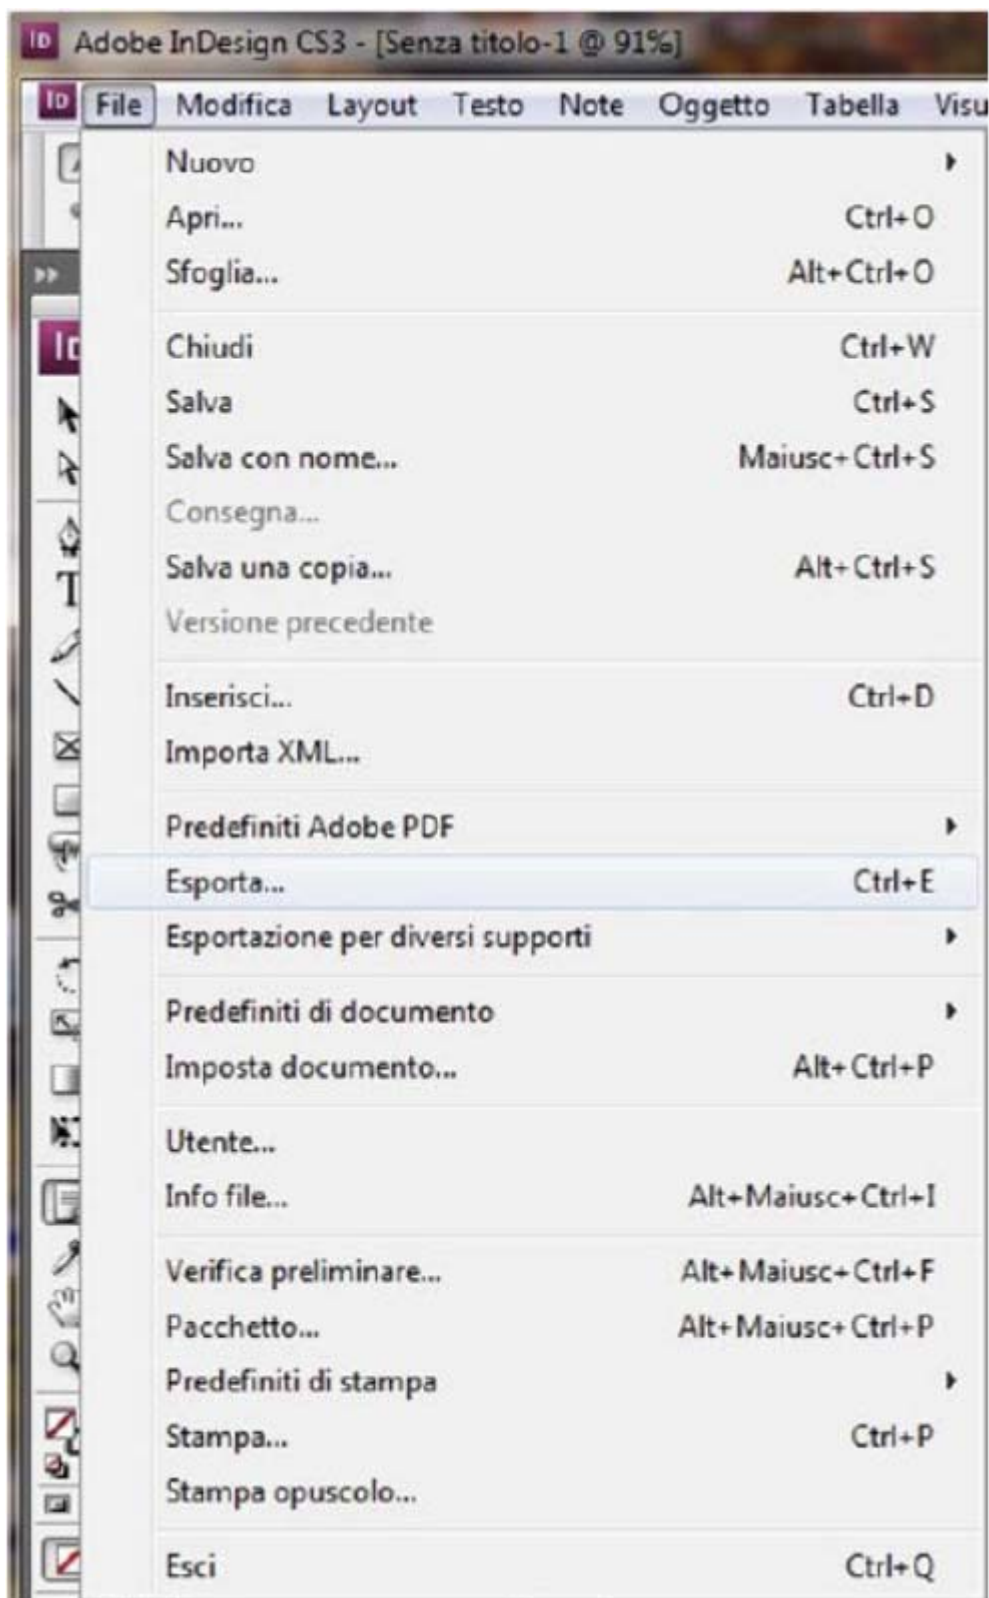 ID Adobe InDesign CS3 - [Senza titolo-1 @ 91%]
ID File Modifica Layout Testo Note Oggetto Tabella Visu
Nuovo
Apri... Ctrl+O
Sfoglia... Alt+Ctrl+O
Chiudi Ctrl+W
Salva Ctrl+S
Salva con nome... Maiusc+Ctrl+S
Consegna...
Salva una copia... Alt+Ctrl+S
Versione precedente
Inserisci... Ctrl+D
Importa XML...
Predefiniti Adobe PDF
Esporta... Ctrl+E
Esportazione per diversi supporti
Predefiniti di documento
Imposta documento... Alt+Ctrl+P
Utente...
Info file... Alt+Maiusc+Ctrl+I
Verifica preliminare... Alt+Maiusc+Ctrl+F
Pacchetto... Alt+Maiusc+Ctrl+P
Predefiniti di stampa
Stampa... Ctrl+P
Stampa opuscolo...
Esci Ctrl+Q